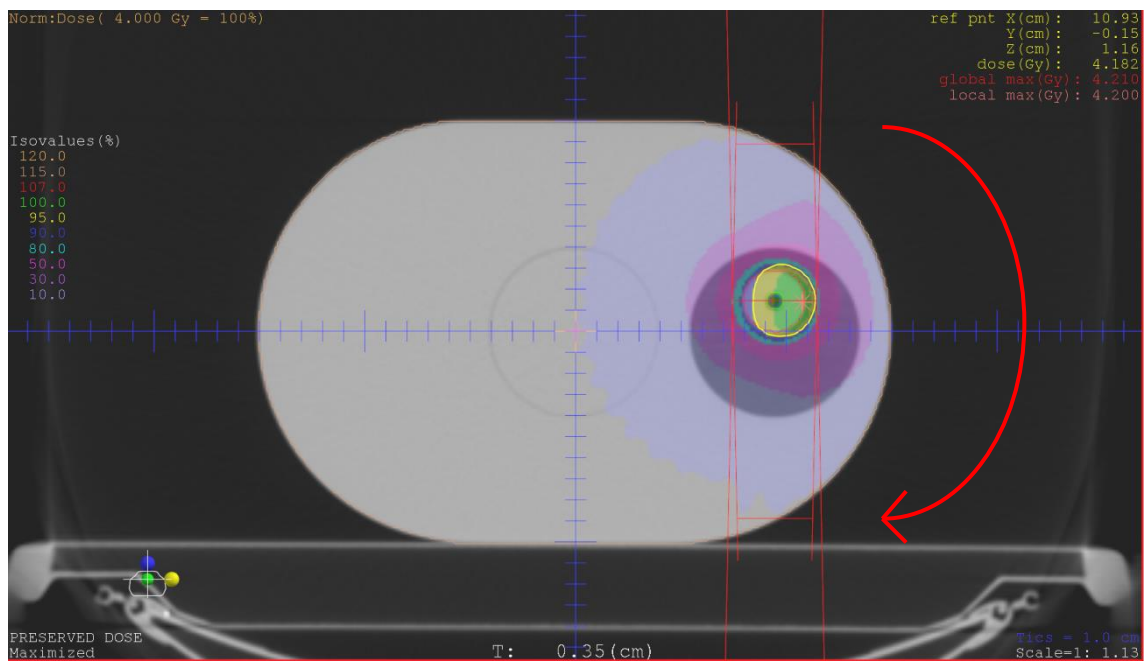 Norm:Dose( 4.000 Gy = 100%)
ref pnt X(cm): 10.93
Y(cm): -0.15
Z(cm): 1.16
dose(Gy): 4.182
global max(Gy): 4.210
local max(Gy): 4.200
Isovalues(%)
120.0
115.0
107.0
100.0
95.0
90.0
80.0
50.0
30.0
10.0
PRESERVED DOSE
Maximized
T: 0.35(cm)
Tics = 1.0 cm
Scale=1: 1.13